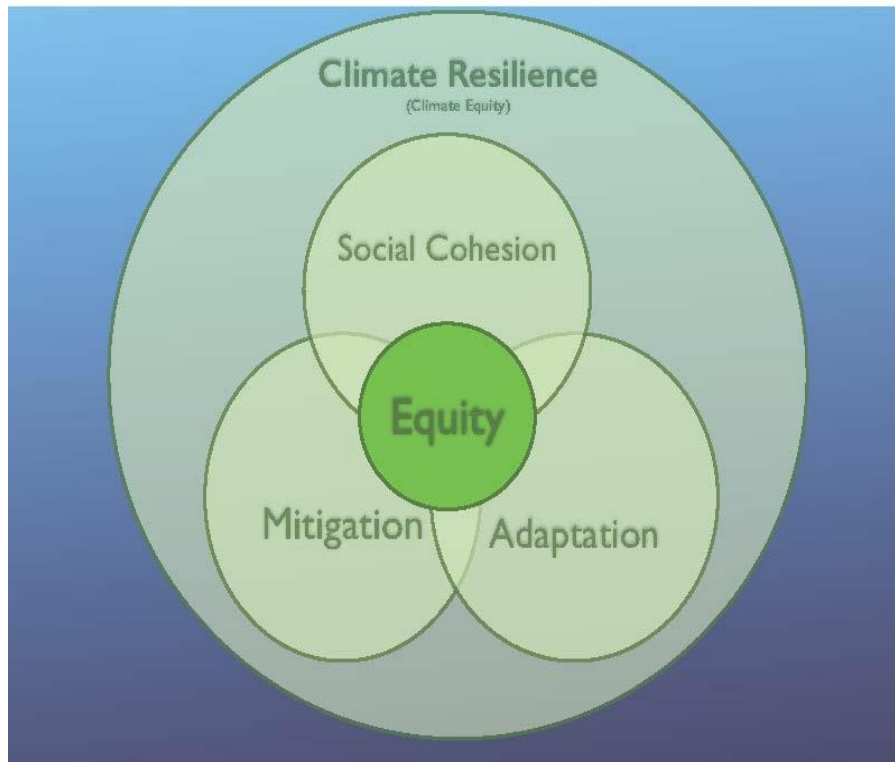 Climate Resilience
(Climate Equity)
Social Cohesion
Equity
Mitigation
Adaptation